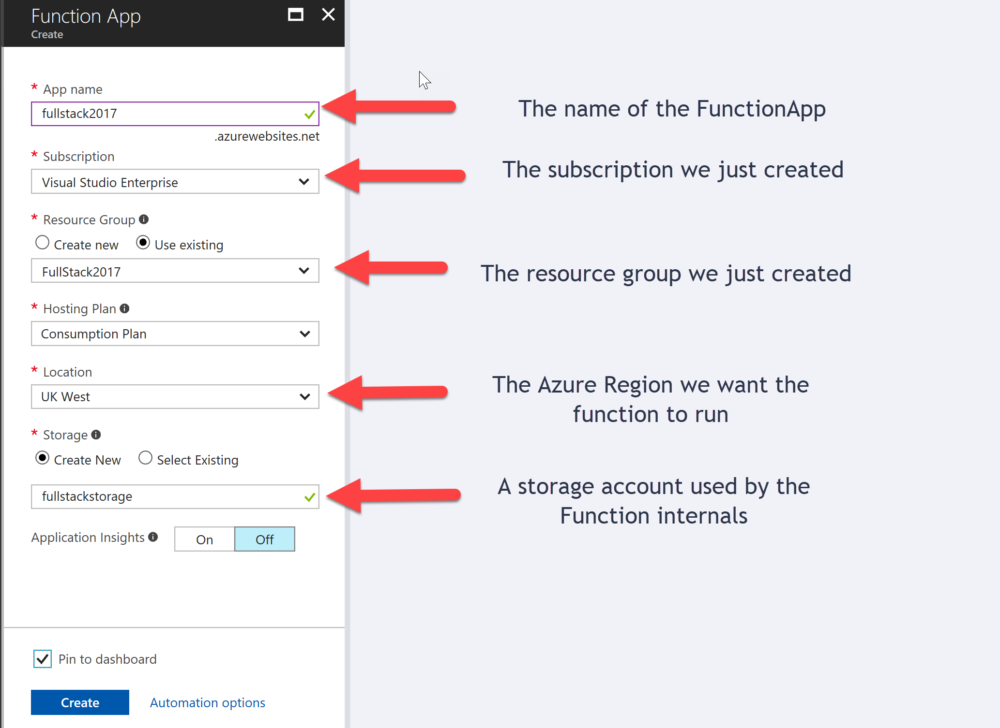 Function App
Create
* App name
fullstack2017
.azurewebsites.net
The name of the FunctionApp
* Subscription
Visual Studio Enterprise
The subscription we just created
* Resource Group
Create new Use existing
FullStack2017
The resource group we just created
* Hosting Plan
Consumption Plan
* Location
UK West
The Azure Region we want the
function to run
* Storage
Create New Select Existing
fullstackstorage
A storage account used by the
Function internals
Application Insights On Off
Pin to dashboard
Create Automation options